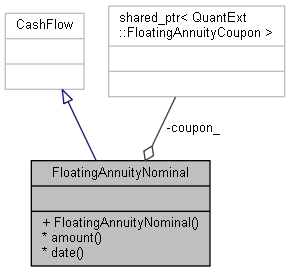 CashFlow
shared_ptr< QuantExt
::FloatingAnnuityCoupon >
-coupon_
FloatingAnnuityNominal
+ FloatingAnnuityNominal()
* amount()
* date()